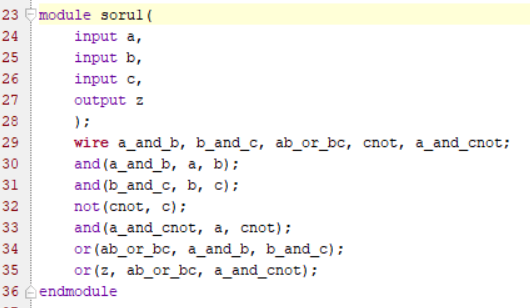 23 module soru1(
24 input a,
25 input b,
26 input c,
27 output z
28 );
29 wire a_and_b, b_and_c, ab_or_bc, cnot, a_and_cnot;
30 and(a_and_b, a, b);
31 and(b_and_c, b, c);
32 not(cnot, c);
33 and(a_and_cnot, a, cnot);
34 or(ab_or_bc, a_and_b, b_and_c);
35 or(z, ab_or_bc, a_and_cnot);
36 endmodule